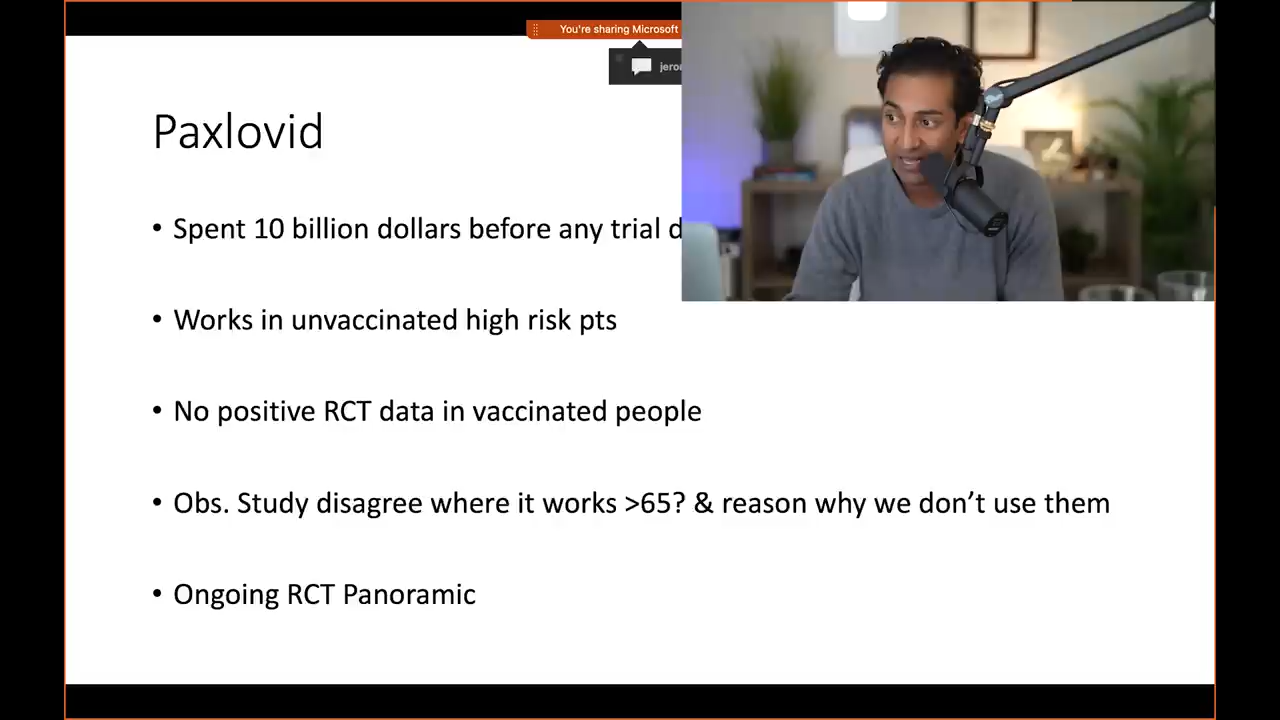 You're sharing Microsoft
Paxlovid
• Spent 10 billion dollars before any trial
• Works in unvaccinated high risk pts
• No positive RCT data in vaccinated people
• Obs. Study disagree where it works >65? & reason why we don't use them
• Ongoing RCT Panoramic